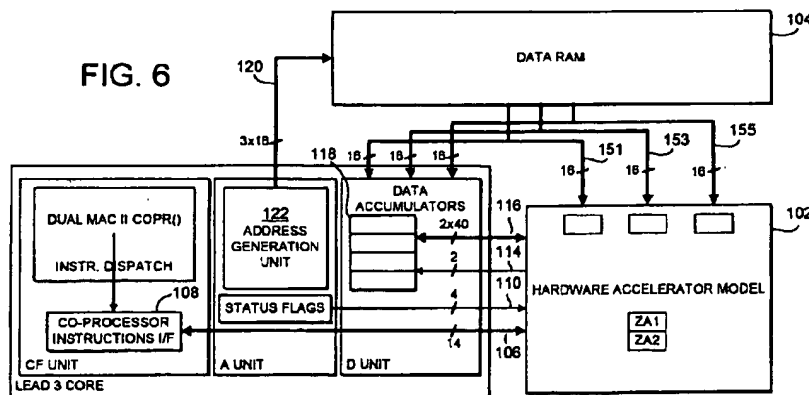 FIG. 6
104
DATA RAM
120
3x16
16
16
16
151
153
155
16
16
16
118
DATA
ACCUMULATORS
122
ADDRESS
GENERATION
UNIT
DUAL MAC II COPR()
INSTR. DISPATCH
2x40
116
102
2
114
HARDWARE ACCELERATOR MODEL
110
STATUS FLAGS
4
108
CO-PROCESSOR
INSTRUCTIONS I/F
ZA1
ZA2
14
106
CF UNIT
A UNIT
D UNIT
LEAD 3 CORE